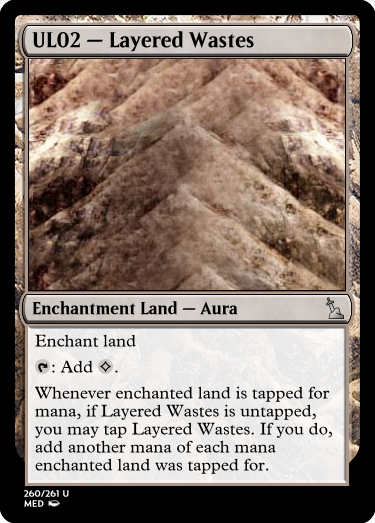 UL02 — Layered Wastes
Enchantment Land — Aura
Enchant land
: Add .
Whenever enchanted land is tapped for
mana, if Layered Wastes is untapped,
you may tap Layered Wastes. If you do,
add another mana of each mana
enchanted land was tapped for.
260/261 U
MED